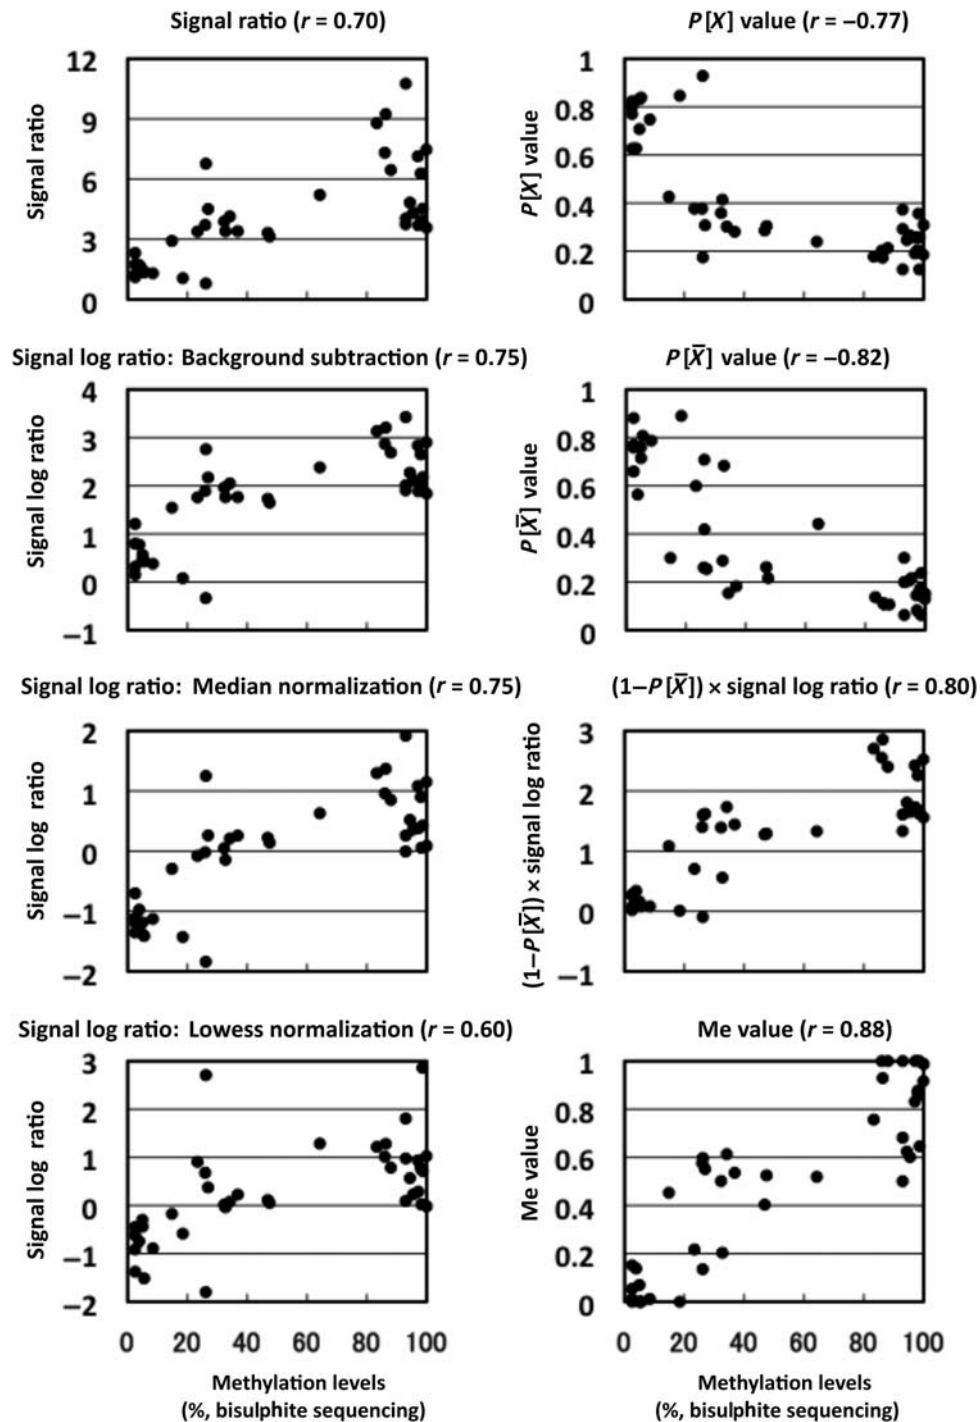 Signal ratio (r = 0.70)
12
9
6
3
0
Signal ratio
P[X] value (r = −0.77)
1
0.8
0.6
0.4
0.2
0
P[X] value
Signal log ratio: Background subtraction (r = 0.75)
4
3
2
1
0
−1
Signal log ratio
P[X̅] value (r = −0.82)
1
0.8
0.6
0.4
0.2
0
P[X̅] value
Signal log ratio: Median normalization (r = 0.75)
2
1
0
−1
−2
Signal log ratio
(1−P[X̅]) × signal log ratio (r = 0.80)
3
2
1
0
−1
(1−P[X̅]) × signal log ratio
Signal log ratio: Lowess normalization (r = 0.60)
3
2
1
0
−1
−2
Signal log ratio
0 20 40 60 80 100
Methylation levels
(%, bisulphite sequencing)
Me value (r = 0.88)
1
0.8
0.6
0.4
0.2
0
Me value
0 20 40 60 80 100
Methylation levels
(%, bisulphite sequencing)